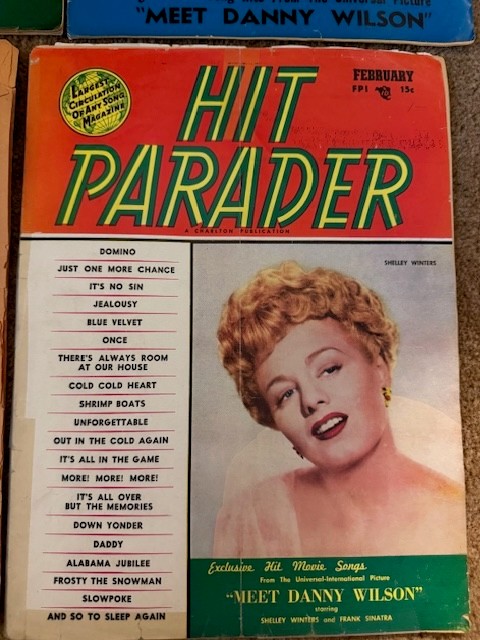 "MEET DANNY WILSON"
LARGEST
CIRCULATION
OF ANY SONG
MAGAZINE
HIT
PARADER
FEBRUARY
FPI 15c
A CHARLTON PUBLICATION
DOMINO
JUST ONE MORE CHANCE
IT'S NO SIN
JEALOUSY
BLUE VELVET
ONCE
THERE'S ALWAYS ROOM
AT OUR HOUSE
COLD COLD HEART
SHRIMP BOATS
UNFORGETTABLE
OUT IN THE COLD AGAIN
IT'S ALL IN THE GAME
MORE! MORE! MORE!
IT'S ALL OVER
BUT THE MEMORIES
DOWN YONDER
DADDY
ALABAMA JUBILEE
FROSTY THE SNOWMAN
SLOWPOKE
AND SO TO SLEEP AGAIN
SHELLEY WINTERS
Exclusive Hit Movie Songs
From The Universal-International Picture
"MEET DANNY WILSON"
starring
SHELLEY WINTERS and FRANK SINATRA